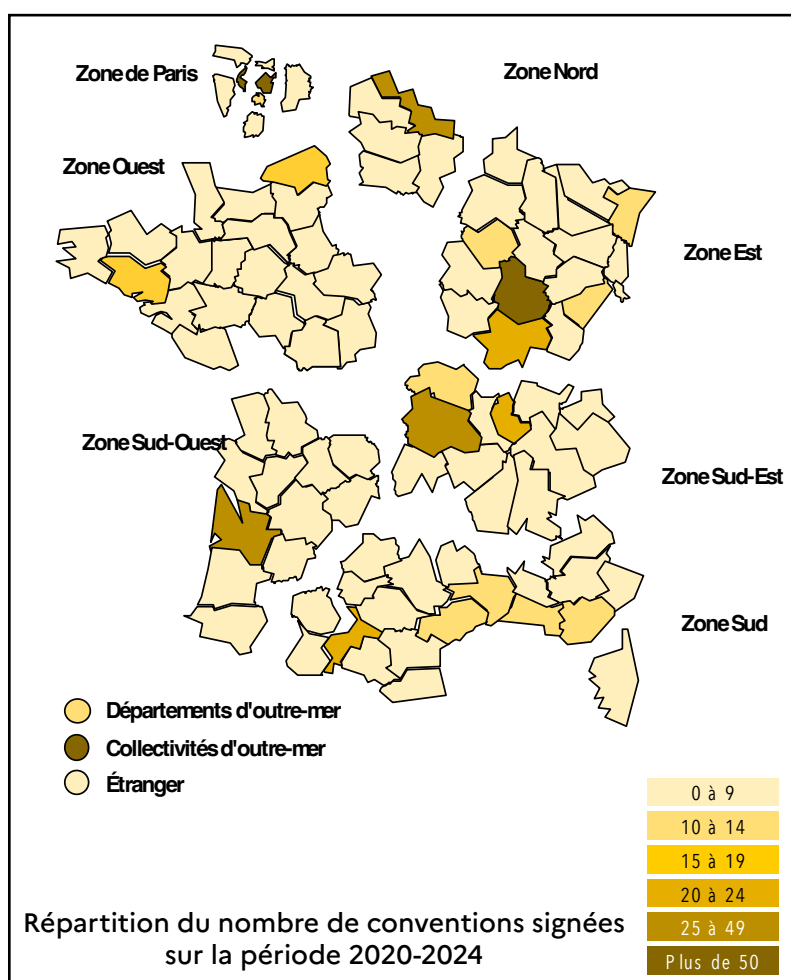 Zone de Paris
Zone Nord
Zone Ouest
Zone Est
Zone Sud-Ouest
Zone Sud-Est
Zone Sud
Départements d'outre-mer
Collectivités d'outre-mer
Étranger
0 à 9
10 à 14
15 à 19
20 à 24
25 à 49
Plus de 50
Répartition du nombre de conventions signées
sur la période 2020-2024